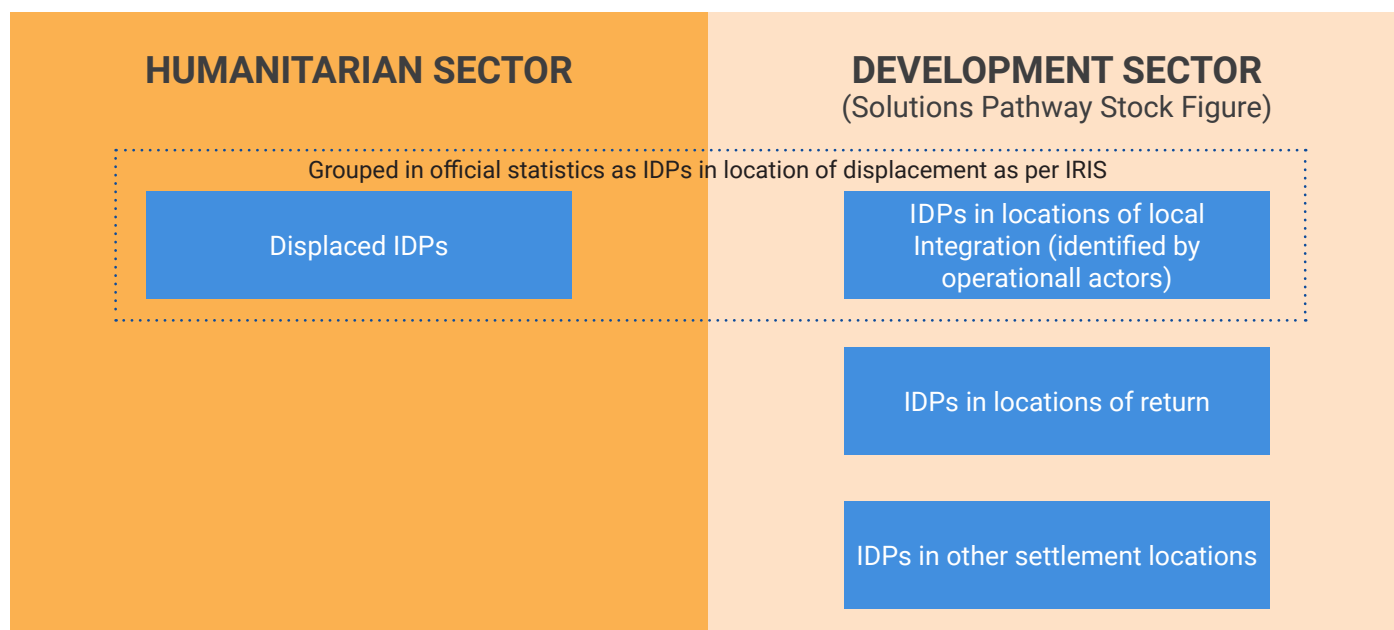 HUMANITARIAN SECTOR
DEVELOPMENT SECTOR
(Solutions Pathway Stock Figure)
Grouped in official statistics as IDPs in location of displacement as per IRIS
Displaced IDPs
IDPs in locations of local
Integration (identified by
operationall actors)
IDPs in locations of return
IDPs in other settlement locations